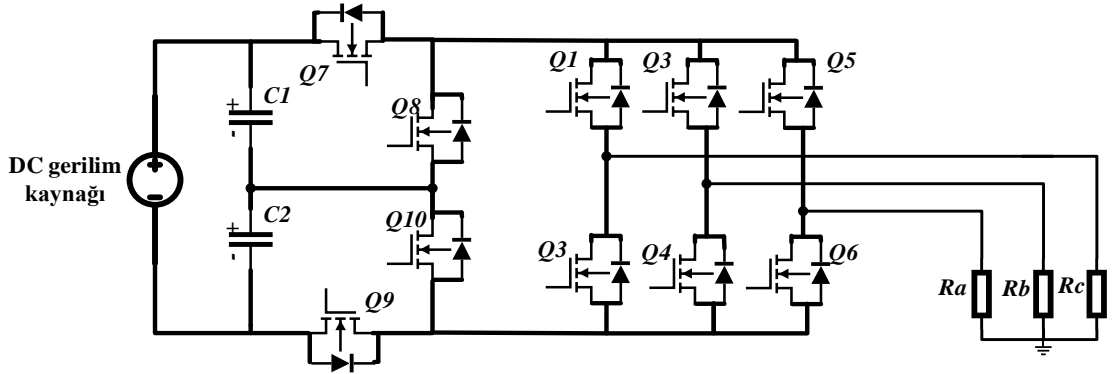 Q7
Q1
Q3
Q5
C1
+
-
Q8
DC gerilim
kaynağı
+
-
C2
+
-
Q10
Q3
Q4
Q6
Q9
Ra
Rb
Rc